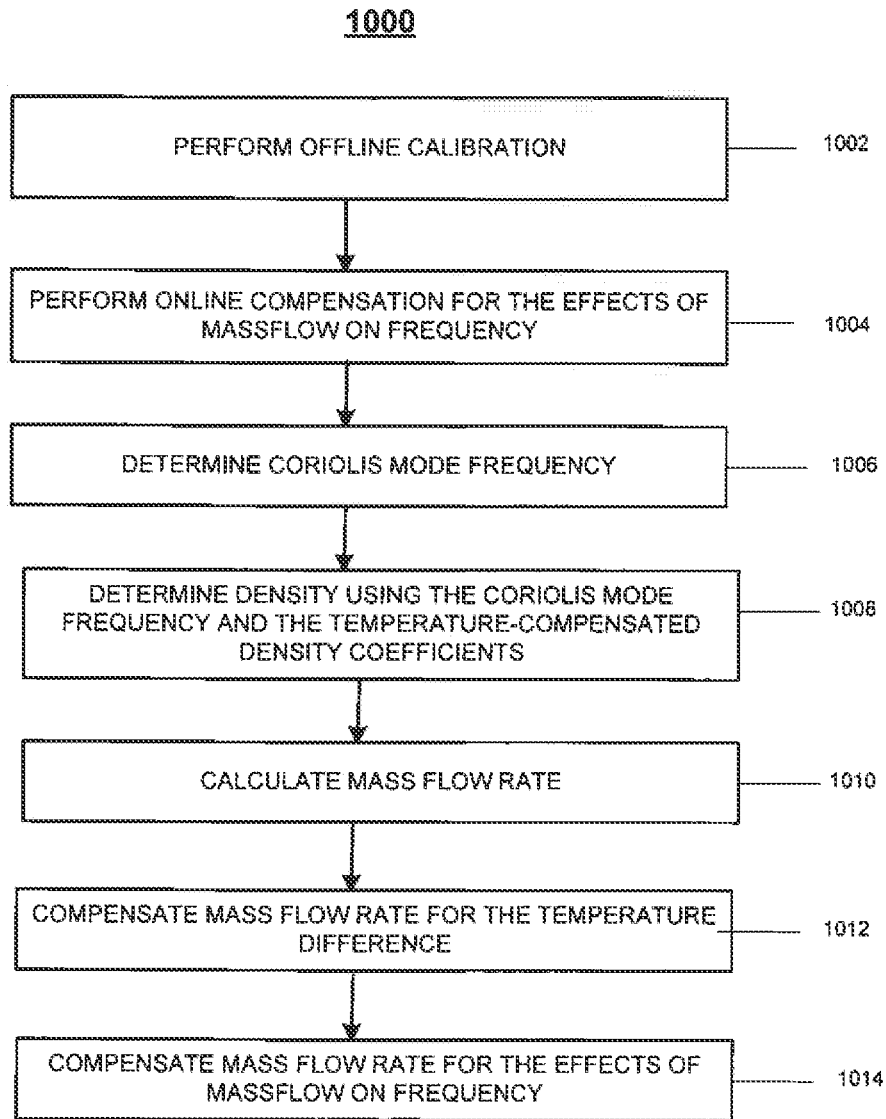 1000
PERFORM OFFLINE CALIBRATION
1002
PERFORM ONLINE COMPENSATION FOR THE EFFECTS OF
MASSFLOW ON FREQUENCY
1004
DETERMINE CORIOLIS MODE FREQUENCY
1006
DETERMINE DENSITY USING THE CORIOLIS MODE
FREQUENCY AND THE TEMPERATURE-COMPENSATED
DENSITY COEFFICIENTS
1008
CALCULATE MASS FLOW RATE
1010
COMPENSATE MASS FLOW RATE FOR THE TEMPERATURE
DIFFERENCE
1012
COMPENSATE MASS FLOW RATE FOR THE EFFECTS OF
MASSFLOW ON FREQUENCY
1014